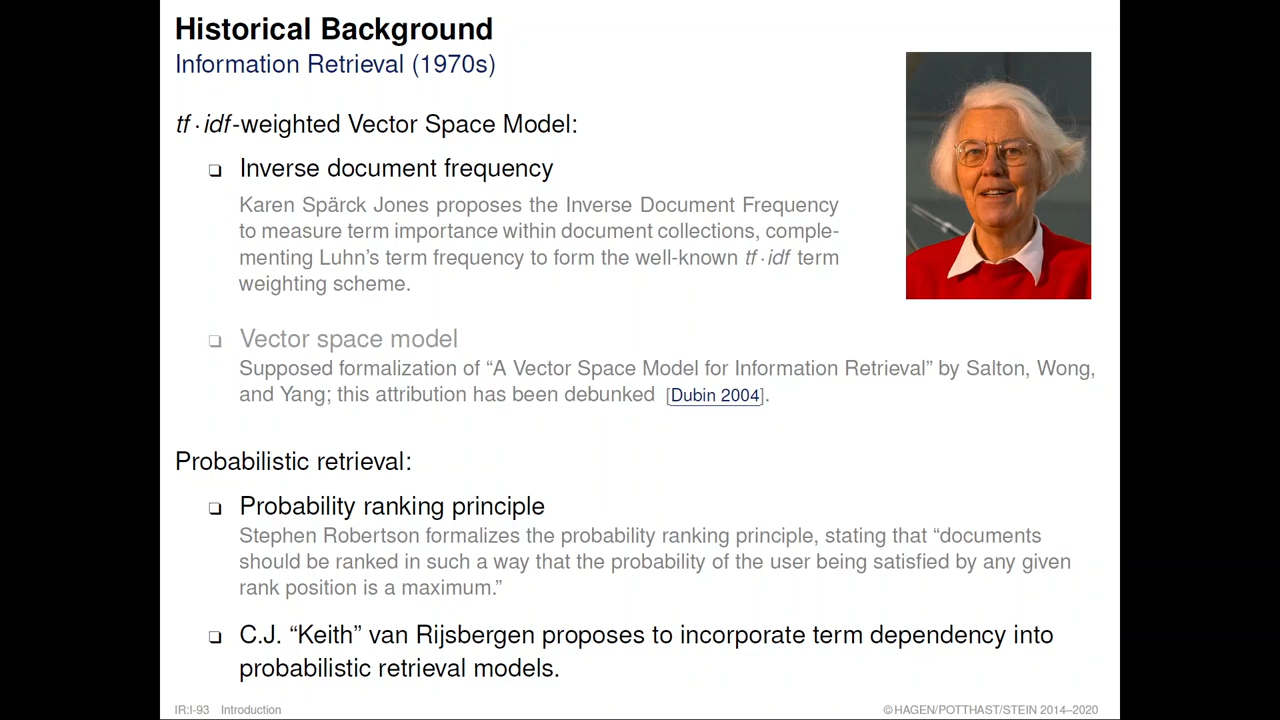 Historical Background
Information Retrieval (1970s)
tf·idf-weighted Vector Space Model:
❏ Inverse document frequency
Karen Spärck Jones proposes the Inverse Document Frequency
to measure term importance within document collections, comple-
menting Luhn’s term frequency to form the well-known tf·idf term
weighting scheme.
❏ Vector space model
Supposed formalization of “A Vector Space Model for Information Retrieval” by Salton, Wong,
and Yang; this attribution has been debunked [Dubin 2004].
Probabilistic retrieval:
❏ Probability ranking principle
Stephen Robertson formalizes the probability ranking principle, stating that “documents
should be ranked in such a way that the probability of the user being satisfied by any given
rank position is a maximum.”
❏ C.J. “Keith” van Rijsbergen proposes to incorporate term dependency into
probabilistic retrieval models.
IR:I-93 Introduction
©HAGEN/POTTHAST/STEIN 2014–2020